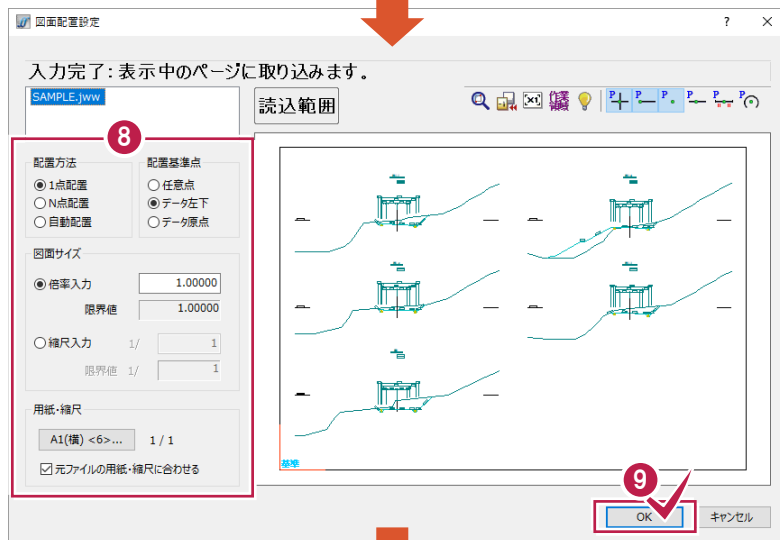 図面配置設定
?
入力完了:表示中のページに取り込みます。
SAMPLE.jww
読込範囲
8
配置方法
1点配置
N点配置
自動配置
配置基準点
任意点
データ左下
データ原点
図面サイズ
倍率入力 1.00000
限界値 1.00000
縮尺入力 1/ 1
限界値 1/ 1
用紙・縮尺
A1(横) <6>... 1 / 1
元ファイルの用紙・縮尺に合わせる
基準
9
OK キャンセル